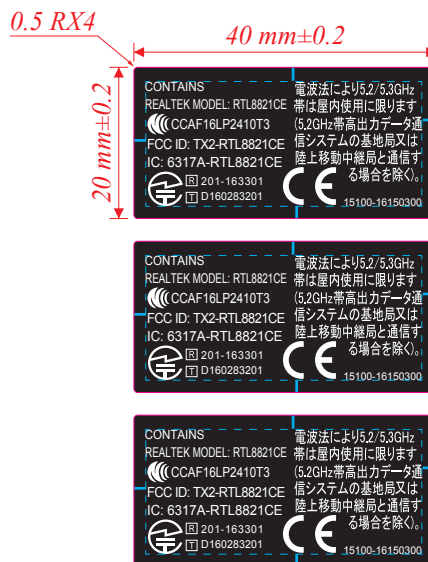 0.5 RX4
40 mm±0.2
20 mm±0.2
CONTAINS
REALTEK MODEL: RTL8821CE
CCAF16LP2410T3
FCC ID: TX2-RTL8821CE
IC: 6317A-RTL8821CE
R 201-163301
T D160283201
CE
電波法により5.2/5.3GHz
帯は屋内使用に限ります
(5.2GHz帯高出力データ通
信システムの基地局又は
陸上移動中継局と通信す
る場合を除く)。
15100-16150300
CONTAINS
REALTEK MODEL: RTL8821CE
CCAF16LP2410T3
FCC ID: TX2-RTL8821CE
IC: 6317A-RTL8821CE
R 201-163301
T D160283201
CE
電波法により5.2/5.3GHz
帯は屋内使用に限ります
(5.2GHz帯高出力データ通
信システムの基地局又は
陸上移動中継局と通信す
る場合を除く)。
15100-16150300
CONTAINS
REALTEK MODEL: RTL8821CE
CCAF16LP2410T3
FCC ID: TX2-RTL8821CE
IC: 6317A-RTL8821CE
R 201-163301
T D160283201
CE
電波法により5.2/5.3GHz
帯は屋内使用に限ります
(5.2GHz帯高出力データ通
信システムの基地局又は
陸上移動中継局と通信す
る場合を除く)。
15100-16150300